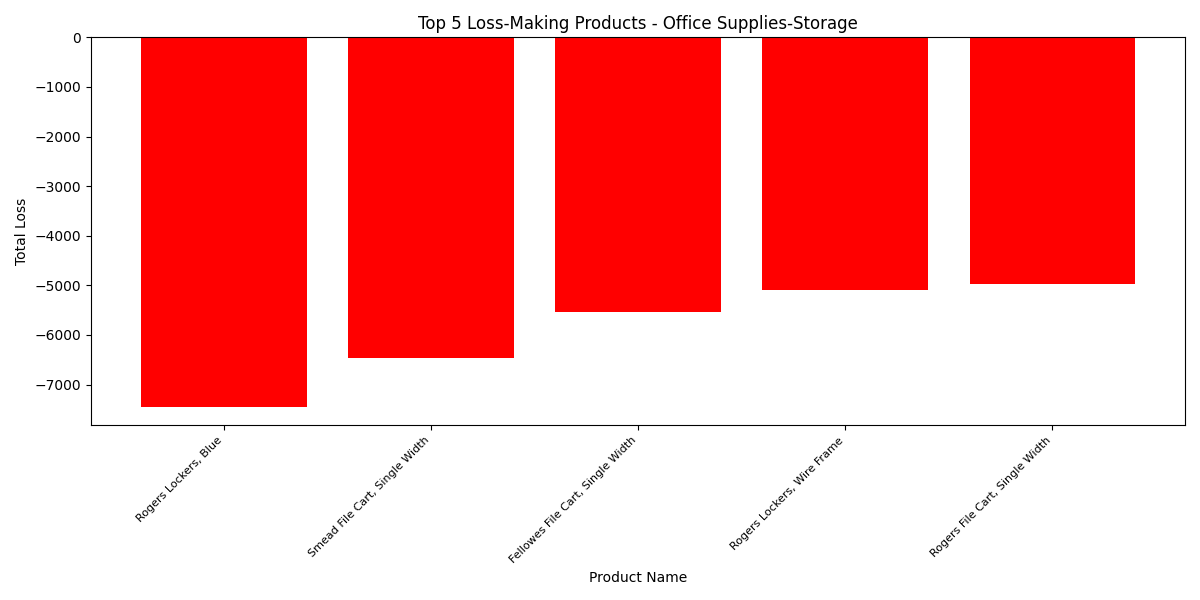 Top 5 Loss-Making Products - Office Supplies-Storage
0
−1000
−2000
−3000
−4000
−5000
−6000
−7000
Total Loss
Rogers Lockers, Blue
Smead File Cart, Single Width
Fellowes File Cart, Single Width
Rogers Lockers, Wire Frame
Rogers File Cart, Single Width
Product Name